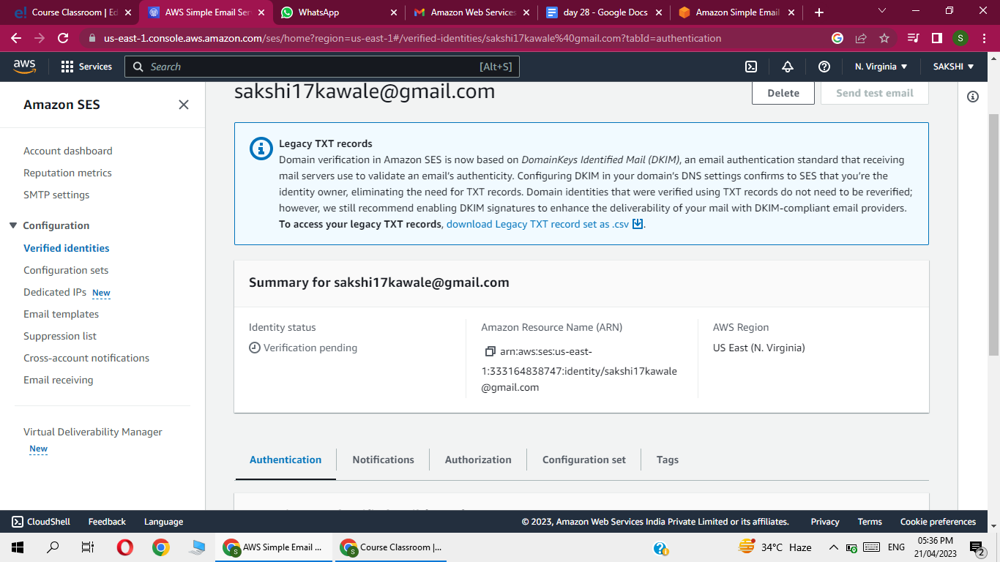 Course Classroom | Ed
AWS Simple Email Ser
WhatsApp
Amazon Web Services
day 28 - Google Docs
Amazon Simple Email
us-east-1.console.aws.amazon.com/ses/home?region=us-east-1#/verified-identities/sakshi17kawale%40gmail.com?tabId=authentication
S
aws
Services
Search
[Alt+S]
N. Virginia
SAKSHI
Amazon SES
Account dashboard
Reputation metrics
SMTP settings
Configuration
Verified identities
Configuration sets
Dedicated IPs New
Email templates
Suppression list
Cross-account notifications
Email receiving
Virtual Deliverability Manager
New
sakshi17kawale@gmail.com
Delete
Send test email
Legacy TXT records
Domain verification in Amazon SES is now based on DomainKeys Identified Mail (DKIM), an email authentication standard that receiving
mail servers use to validate an email's authenticity. Configuring DKIM in your domain's DNS settings confirms to SES that you're the
identity owner, eliminating the need for TXT records. Domain identities that were verified using TXT records do not need to be reverified;
however, we still recommend enabling DKIM signatures to enhance the deliverability of your mail with DKIM-compliant email providers.
To access your legacy TXT records, download Legacy TXT record set as .csv.
Summary for sakshi17kawale@gmail.com
Identity status
Verification pending
Amazon Resource Name (ARN)
arn:aws:ses:us-east-
1:333164838747:identity/sakshi17kawale
@gmail.com
AWS Region
US East (N. Virginia)
Authentication
Notifications
Authorization
Configuration set
Tags
CloudShell
Feedback
Language
© 2023, Amazon Web Services India Private Limited or its affiliates.
Privacy
Terms
Cookie preferences
AWS Simple Email ...
Course Classroom |...
34°C Haze
ENG
05:36 PM
21/04/2023
2